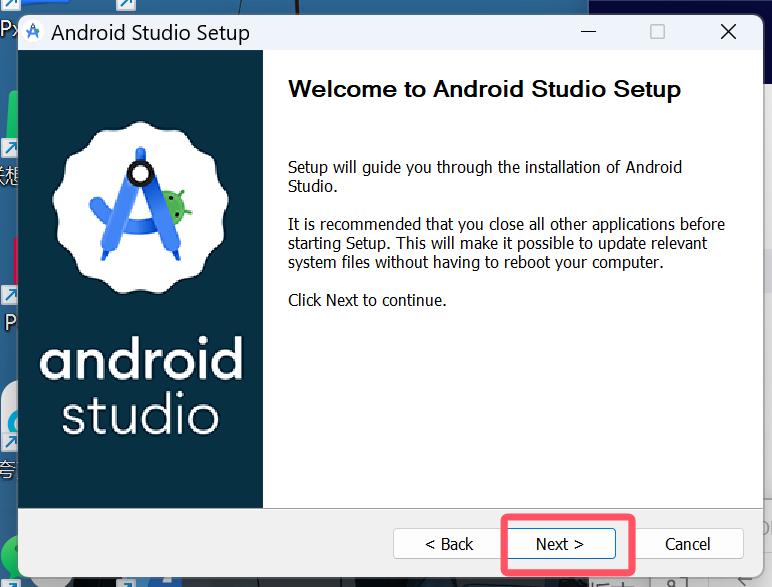 Android Studio Setup
Welcome to Android Studio Setup
Setup will guide you through the installation of Android
Studio.
It is recommended that you close all other applications before
starting Setup. This will make it possible to update relevant
system files without having to reboot your computer.
Click Next to continue.
android
studio
< Back
Next >
Cancel